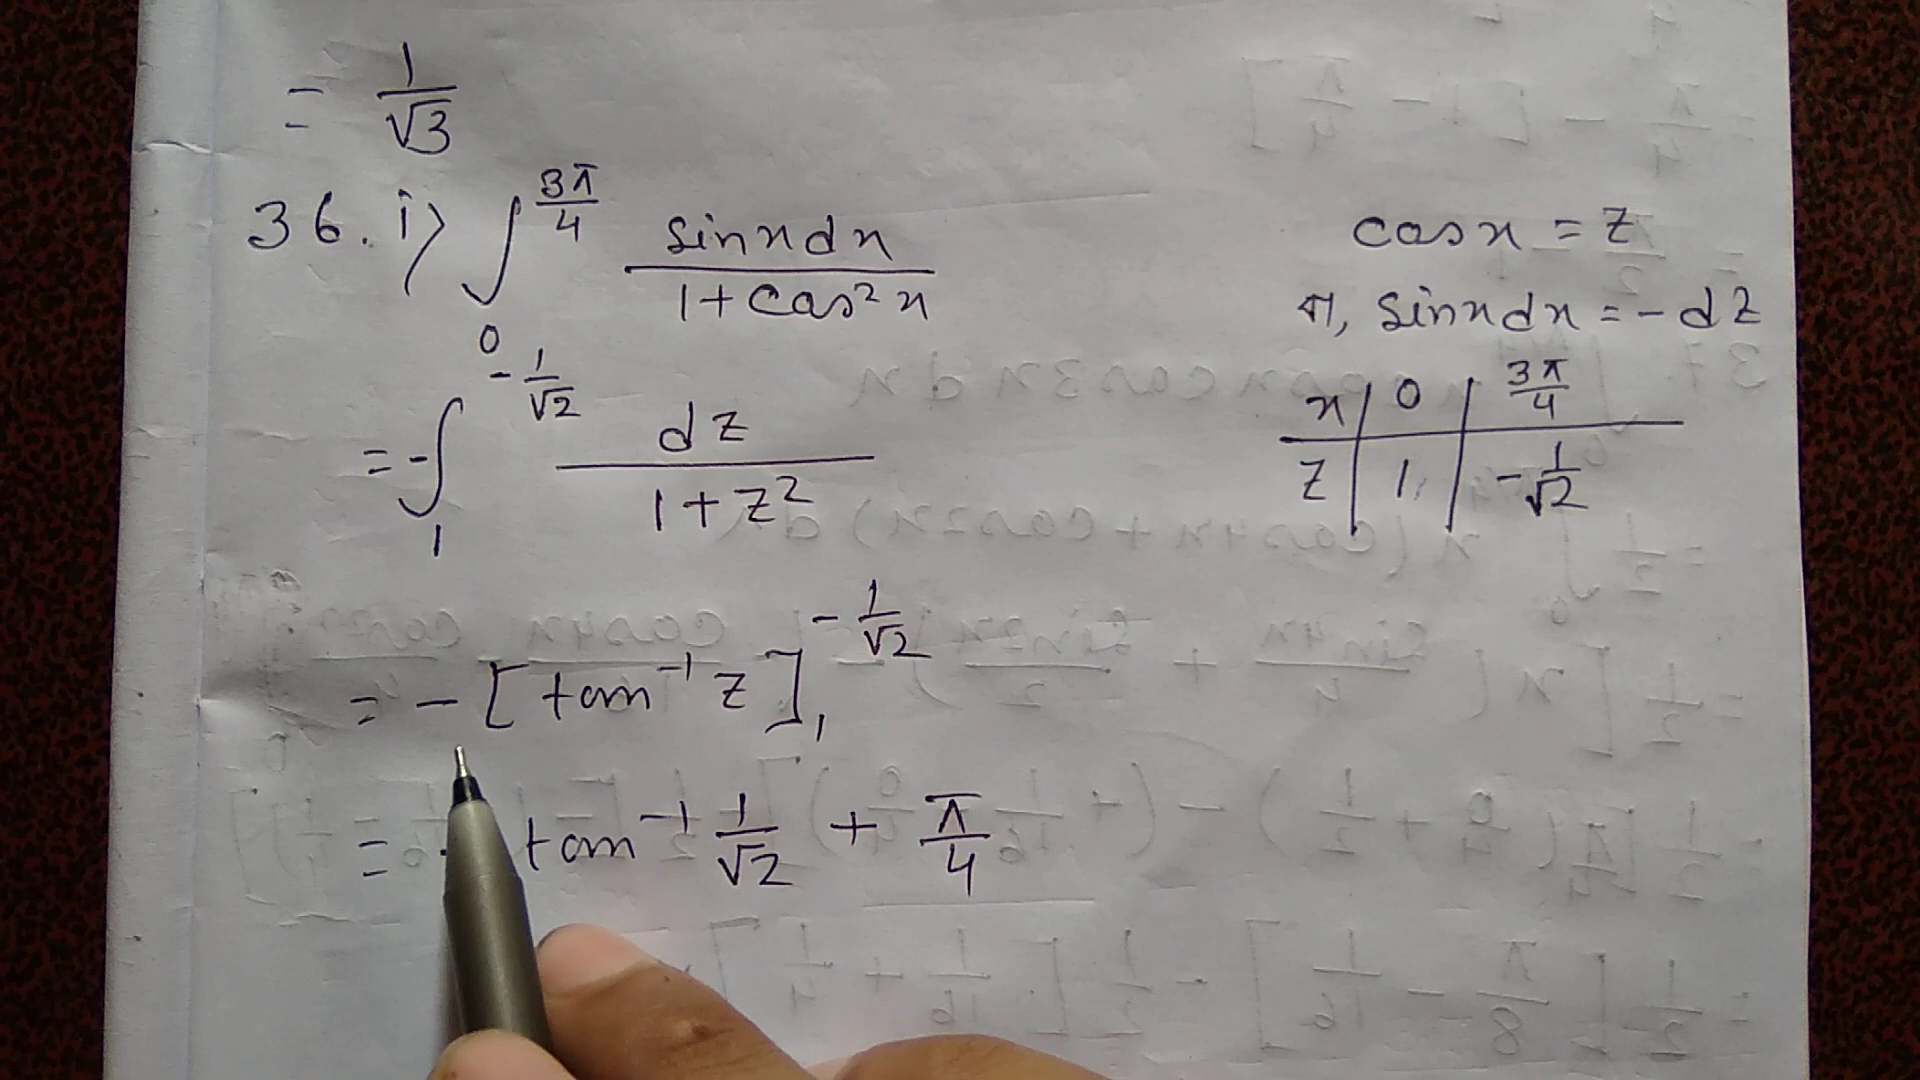 = 1/√3
36. i) ∫₀^{3π/4} sinx dx / 1+cos²x
cosx = z
বা, sinx dx = -dz
x | 0 | 3π/4
z | 1 | -1/√2
= -∫₁^{-1/√2} dz / 1+z²
= -[tan⁻¹ z]₁^{-1/√2}
= tan⁻¹ 1/√2 + π/4